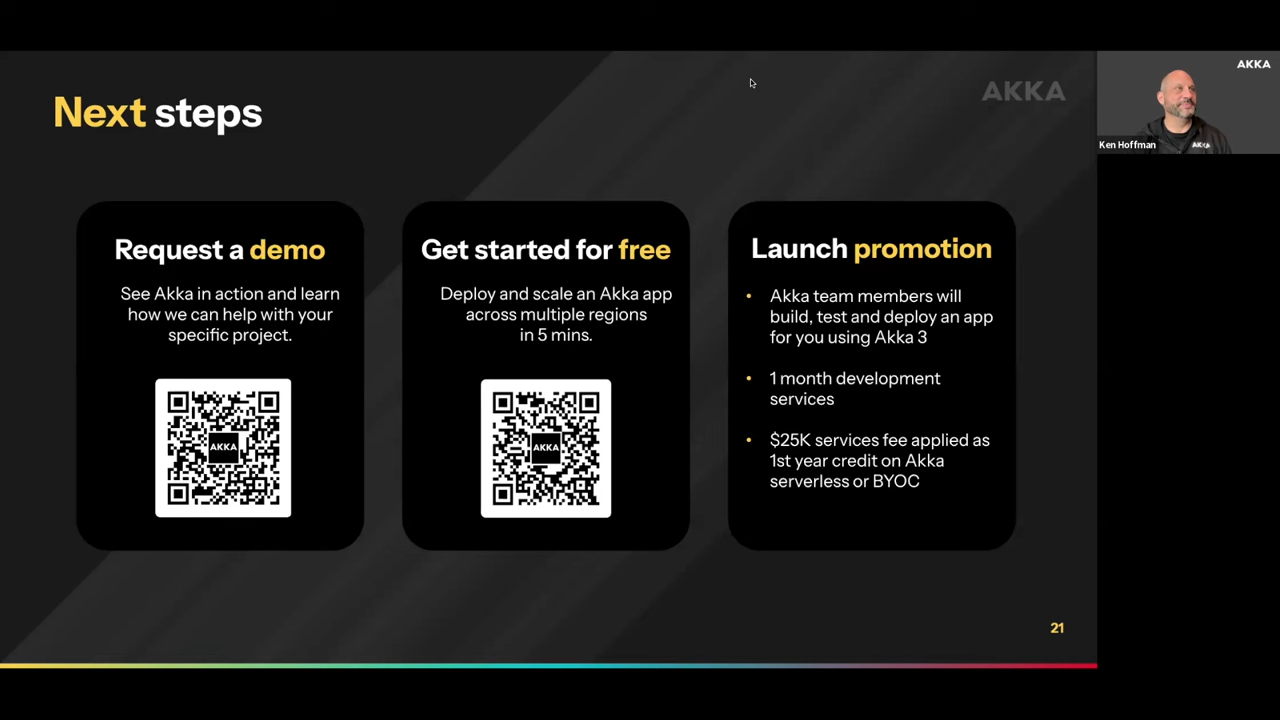 Next steps
AKKA
AKKA
Ken Hoffman
AKKA
Request a demo
See Akka in action and learn
how we can help with your
specific project.
AKKA
Get started for free
Deploy and scale an Akka app
across multiple regions
in 5 mins.
AKKA
Launch promotion
• Akka team members will
build, test and deploy an app
for you using Akka 3
• 1 month development
services
• $25K services fee applied as
1st year credit on Akka
serverless or BYOC
21